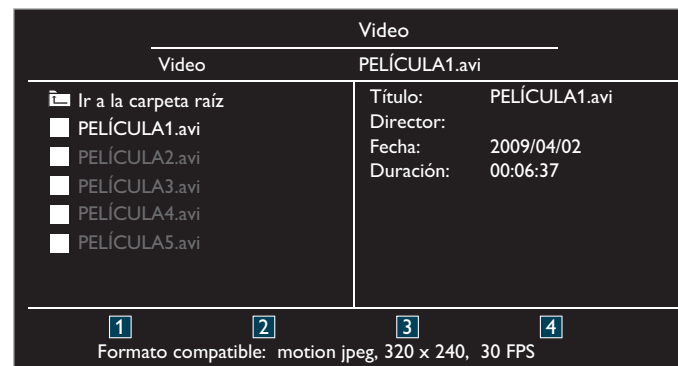 Video
Video
PELÍCULA1.avi
Ir a la carpeta raíz
PELÍCULA1.avi
PELÍCULA2.avi
PELÍCULA3.avi
PELÍCULA4.avi
PELÍCULA5.avi
Título: PELÍCULA1.avi
Director:
Fecha: 2009/04/02
Duración: 00:06:37
1 2 3 4
Formato compatible: motion jpeg, 320 x 240, 30 FPS